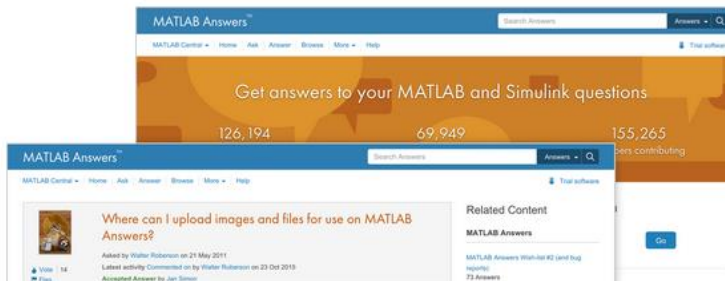 MATLAB Answers™
Search Answers
Answers
MATLAB Central Home Ask Answer Browse More Help
Trial software
Get answers to your MATLAB and Simulink questions
126,194 69,949 155,265
contributing
Go
MATLAB Answers™
Search Answers
Answers
MATLAB Central Home Ask Answer Browse More Help
Trial software
Where can I upload images and files for use on MATLAB
Answers?
Asked by Walter Roberson on 21 May 2011
Latest activity Commented on by Walter Roberson on 23 Oct 2015
Accepted Answer by Jan Simon
Vote 14
Related Content
MATLAB Answers
MATLAB Answers Wish-list #2 (and bug
reports)
73 Answers